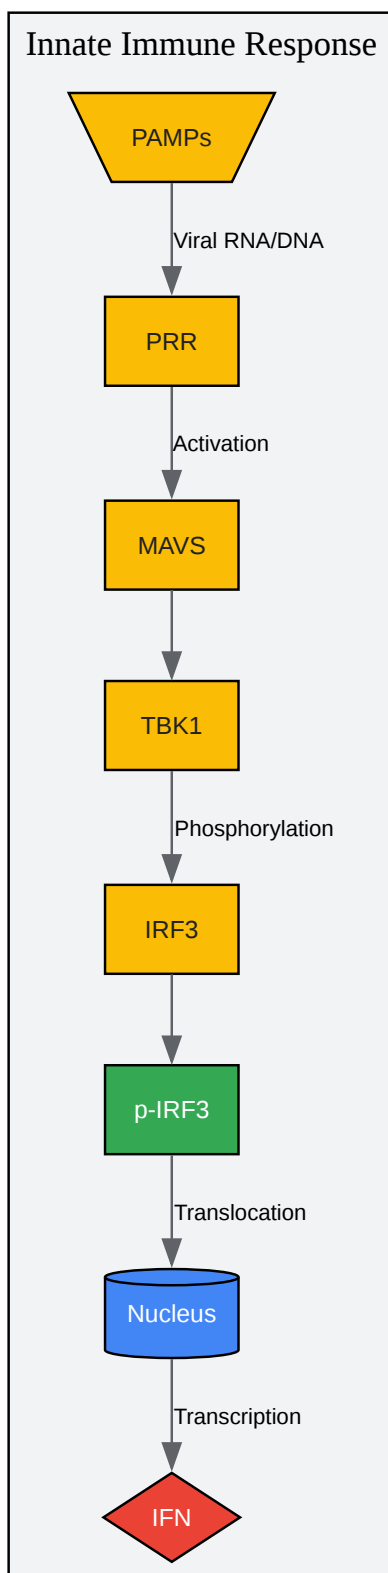 Innate Immune Response
PAMPs
Viral RNA/DNA
PRR
Activation
MAVS
TBK1
Phosphorylation
IRF3
p-IRF3
Translocation
Nucleus
Transcription
IFN